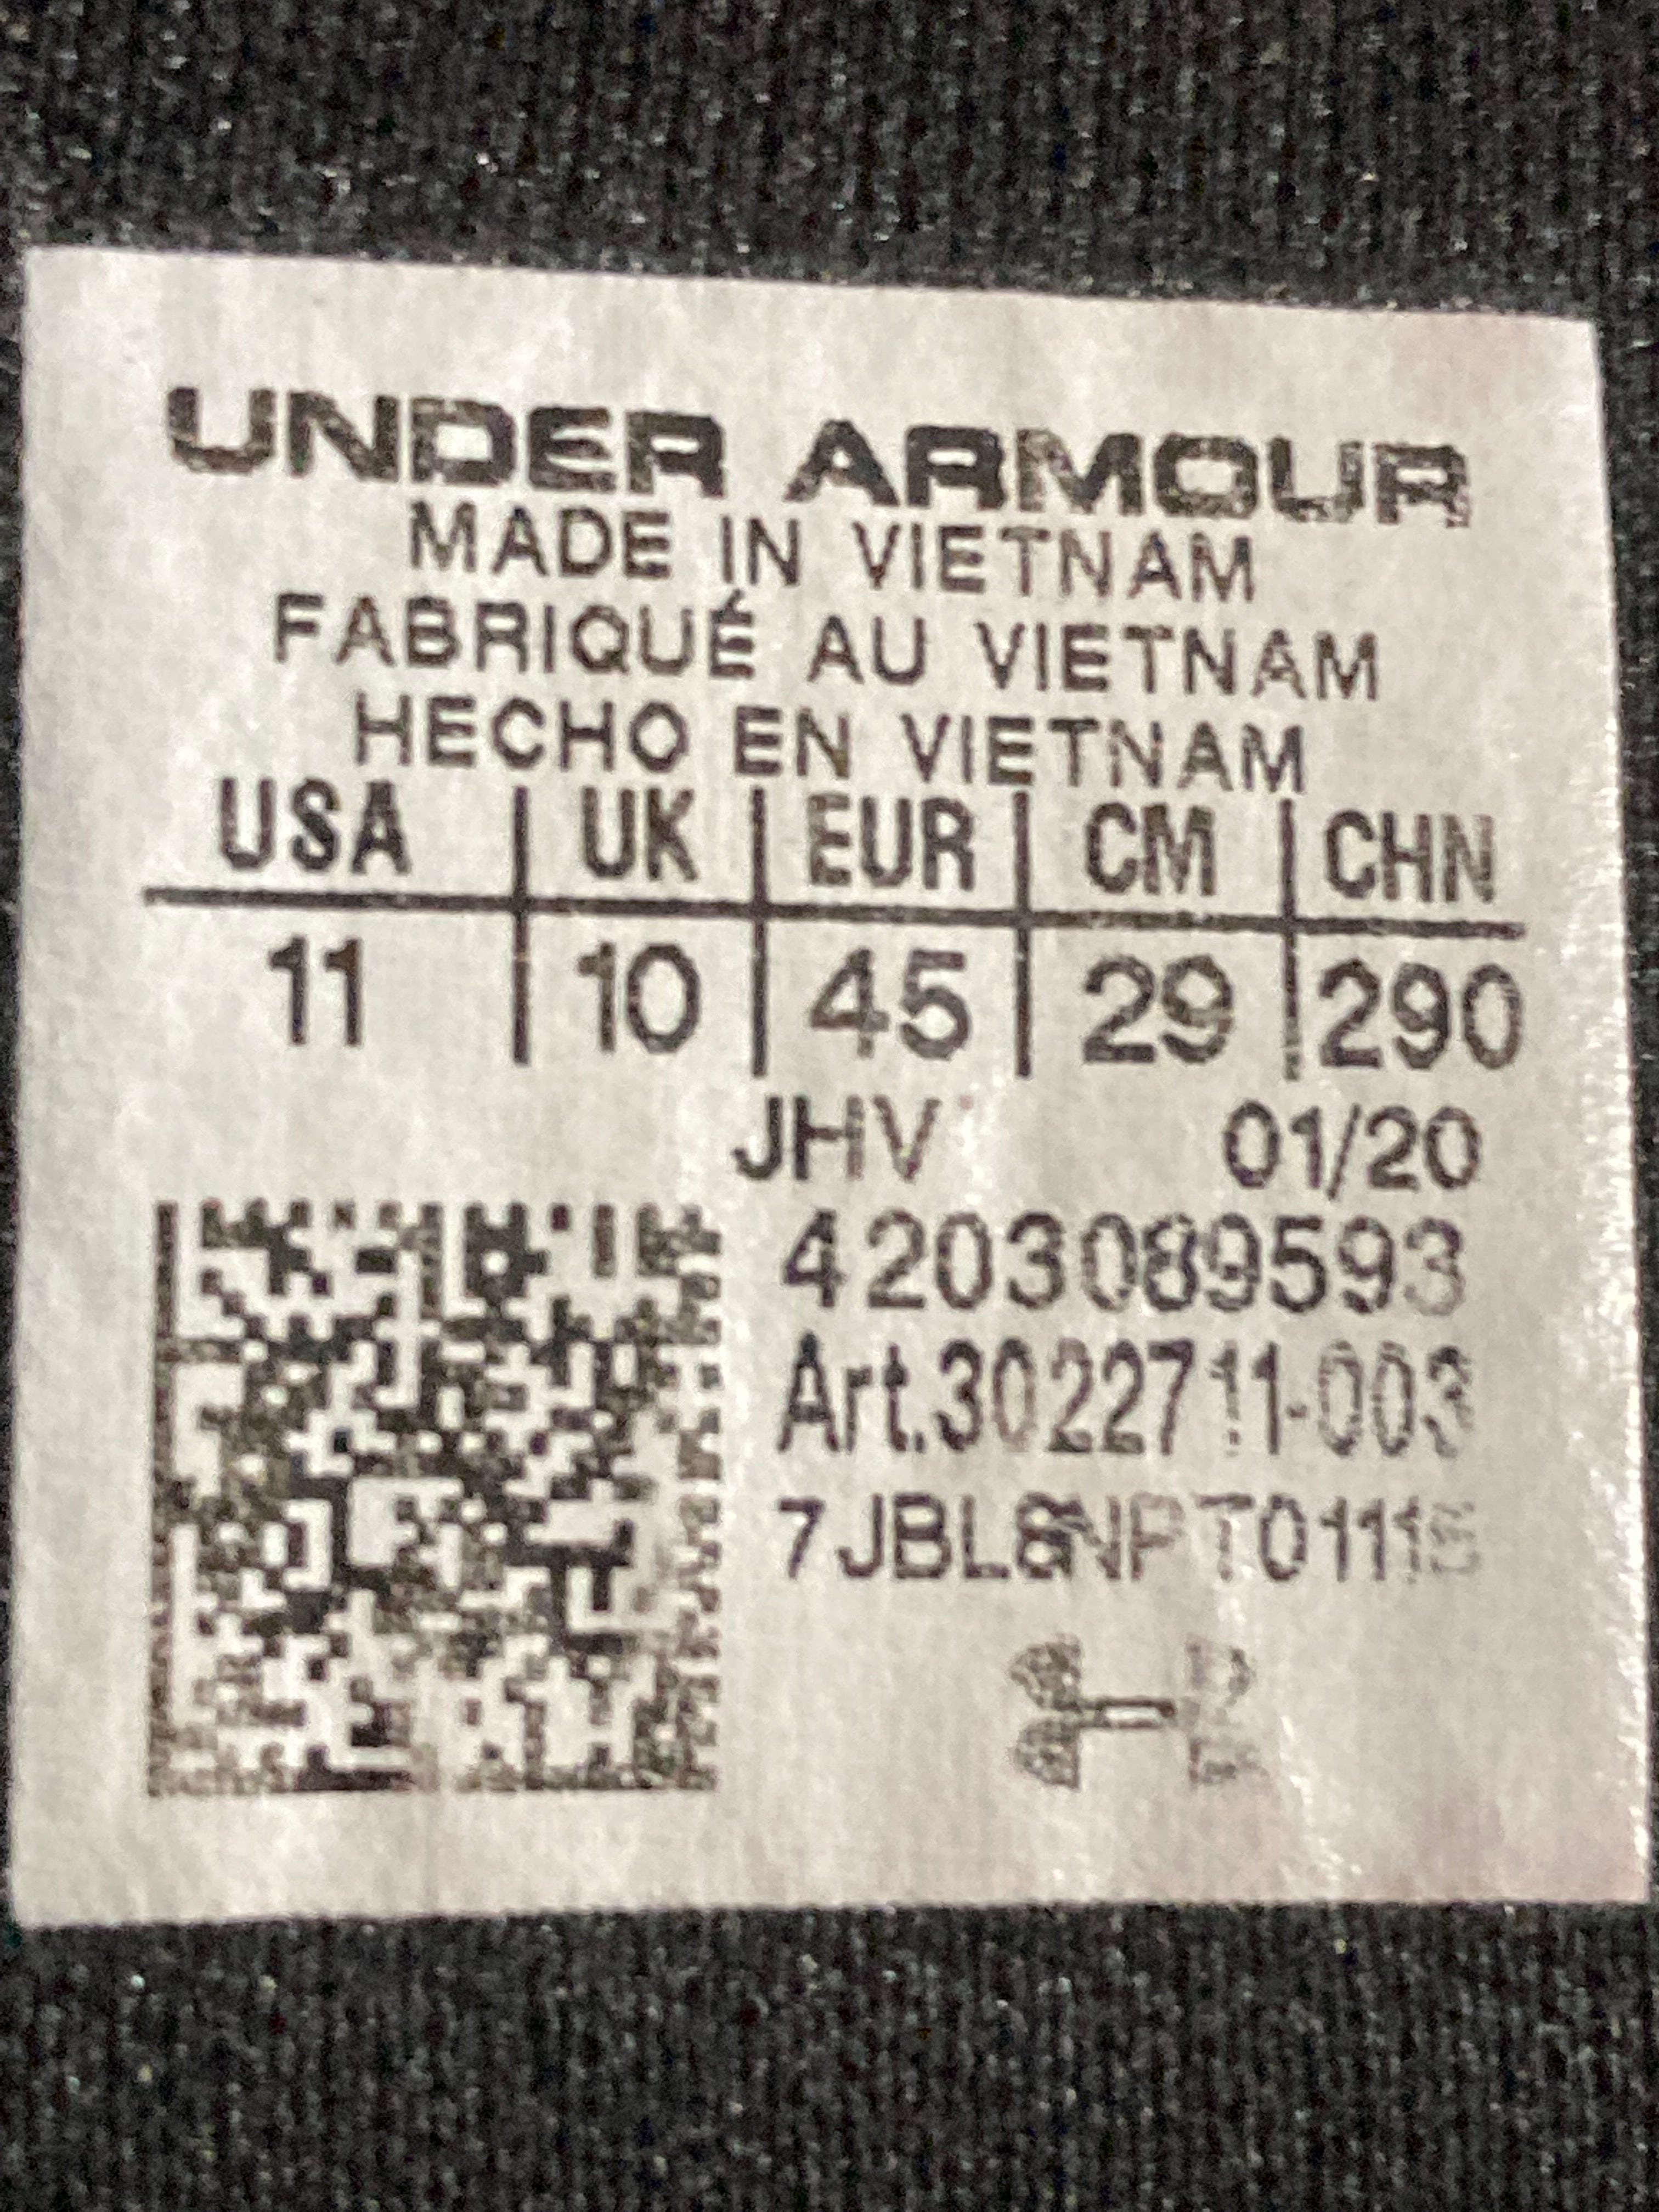 UNDER ARMOUR
MADE IN VIETNAM
FABRIQUÉ AU VIETNAM
HECHO EN VIETNAM
USA | UK | EUR | CM | CHN
11 | 10 | 45 | 29 | 290
JHV 01/20
4203089593
Art.3022711-003